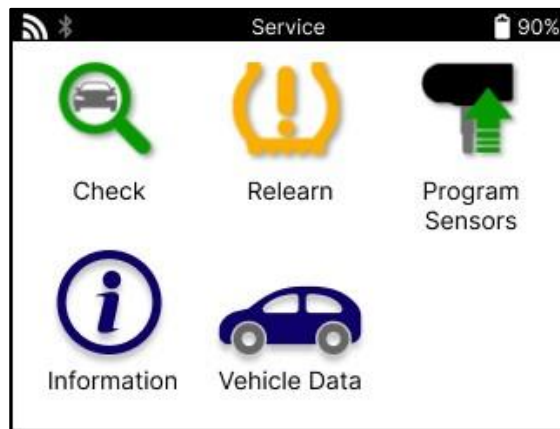 Service
90%
Check
Relearn
Program
Sensors
Information
Vehicle Data